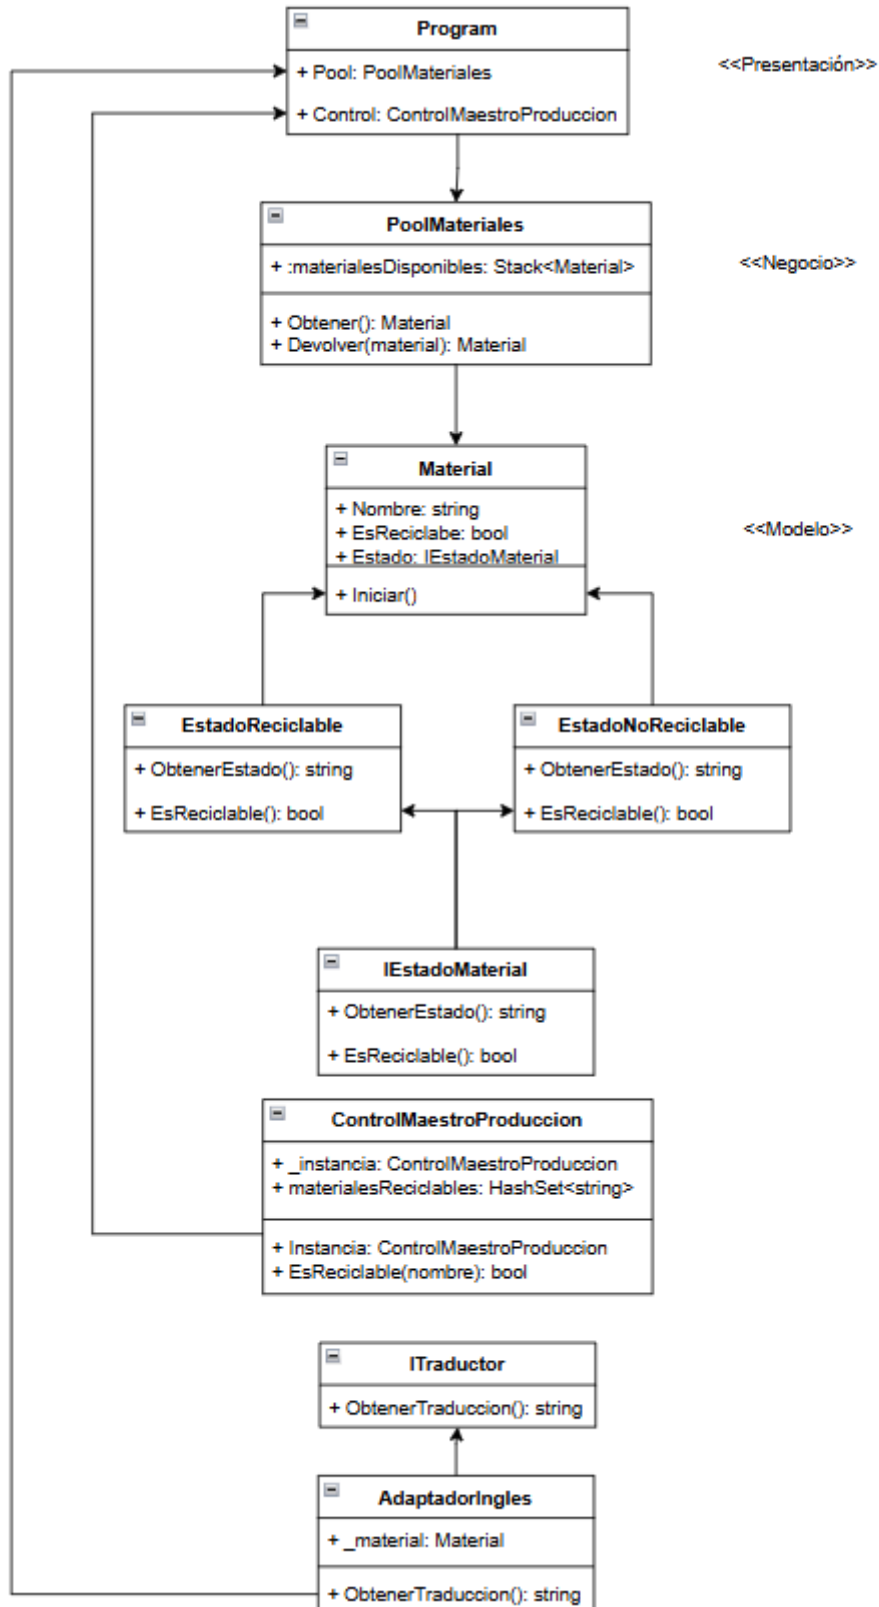 Program
+ Pool: PoolMateriales
+ Control: ControlMaestroProduccion
<<Presentación>>
PoolMateriales
+ :materialesDisponibles: Stack<Material>
+ Obtener(): Material
+ Devolver(material): Material
<<Negocio>>
Material
+ Nombre: string
+ EsReciclabe: bool
+ Estado: IEstadoMaterial
+ Iniciar()
<<Modelo>>
EstadoReciclable
+ ObtenerEstado(): string
+ EsReciclable(): bool
EstadoNoReciclable
+ ObtenerEstado(): string
+ EsReciclable(): bool
IEstadoMaterial
+ ObtenerEstado(): string
+ EsReciclable(): bool
ControlMaestroProduccion
+ _instancia: ControlMaestroProduccion
+ materialesReciclables: HashSet<string>
+ Instancia: ControlMaestroProduccion
+ EsReciclable(nombre): bool
ITraductor
+ ObtenerTraduccion(): string
AdaptadorIngles
+ _material: Material
+ ObtenerTraduccion(): string